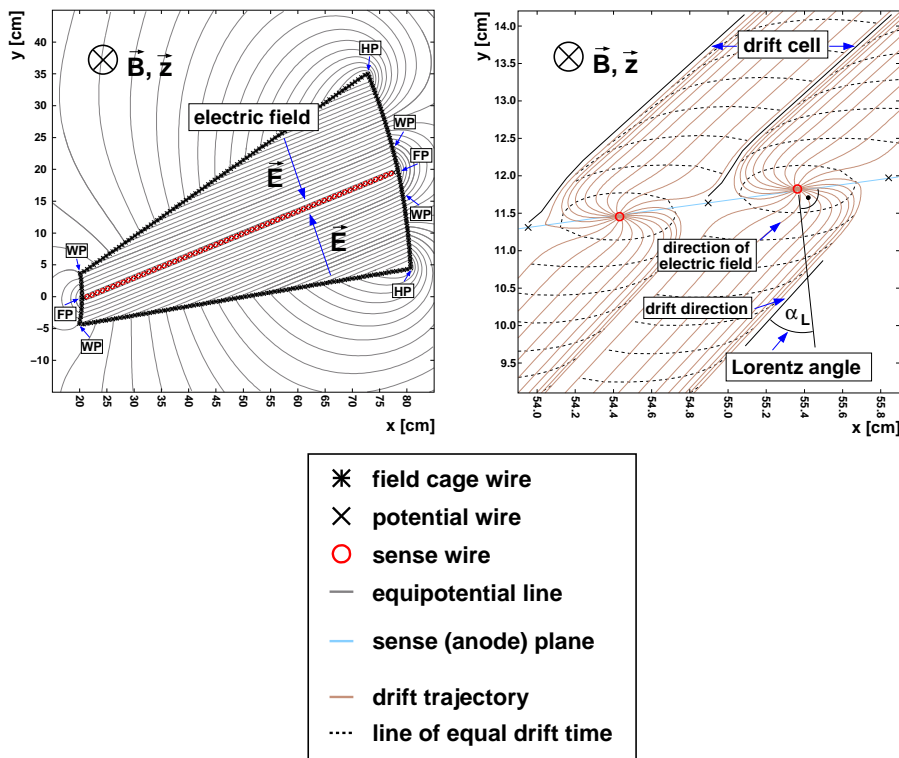 y [cm]
40
35
30
25
20
15
10
5
0
−5
−10
15
20
25
30
35
40
45
50
55
60
65
70
75
80
x [cm]
B, z
electric field
E
E
HP
WP
FP
WP
HP
WP
FP
WP
y [cm]
14.0
13.5
13.0
12.5
12.0
11.5
11.0
10.5
10.0
9.5
54.0
54.2
54.4
54.6
54.8
55.0
55.2
55.4
55.6
55.8
x [cm]
B, z
drift cell
direction of
electric field
drift direction
αL
Lorentz angle
field cage wire
potential wire
sense wire
equipotential line
sense (anode) plane
drift trajectory
line of equal drift time